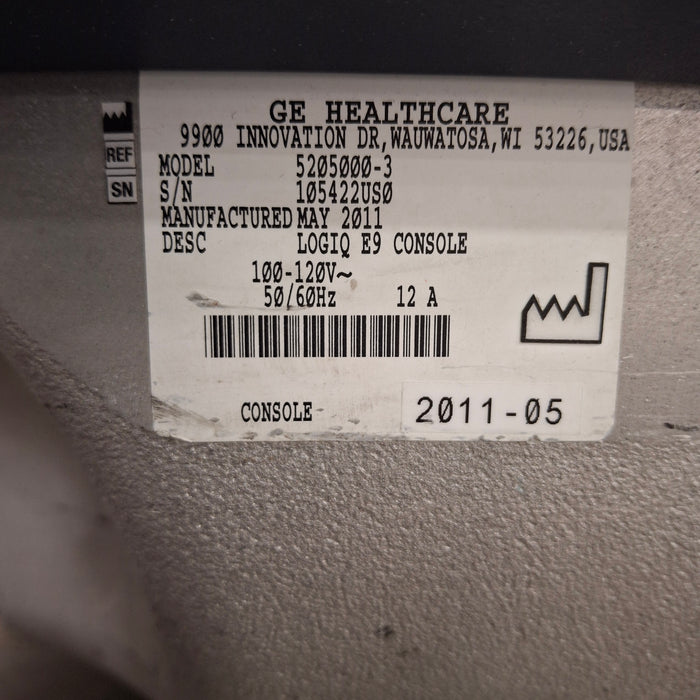 GE HEALTHCARE
9900 INNOVATION DR,WAUWATOSA,WI 53226,USA
REF MODEL 5205000-3
SN S/N 105422US0
MANUFACTURED MAY 2011
DESC LOGIQ E9 CONSOLE
100-120V~
50/60Hz 12 A
CONSOLE 2011-05